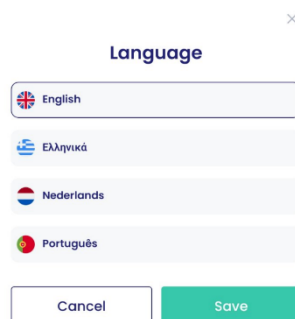 Language
English
Ελληνικά
Nederlands
Português
Cancel
Save